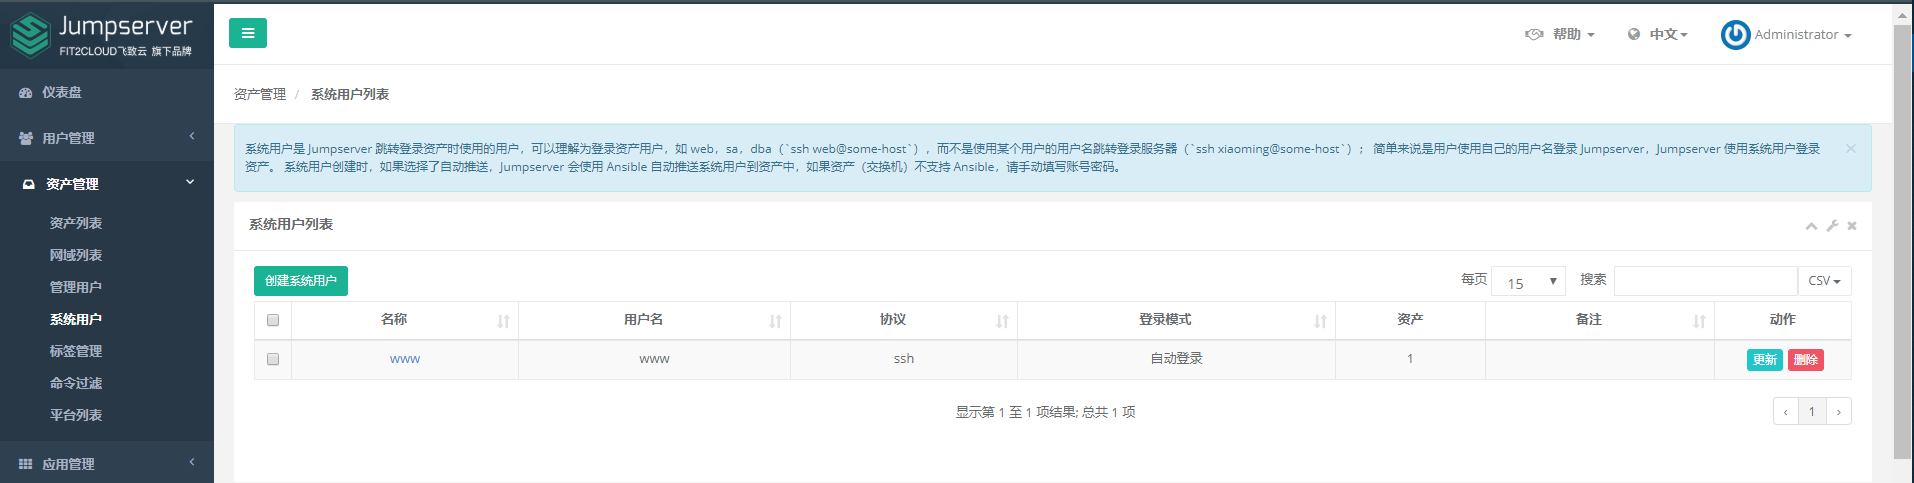 Jumpserver
FIT2CLOUD飞致云 旗下品牌
帮助
中文
Administrator
仪表盘
用户管理
资产管理
资产列表
网域列表
管理用户
系统用户
标签管理
命令过滤
平台列表
应用管理
资产管理 / 系统用户列表
系统用户是 Jumpserver 跳转登录资产时使用的用户，可以理解为登录资产用户，如 web，sa，dba（`ssh web@some-host`），而不是使用某个用户的用户名跳转登录服务器（`ssh xiaoming@some-host`）； 简单来说是用户使用自己的用户名登录 Jumpserver，Jumpserver 使用系统用户登录
资产。 系统用户创建时，如果选择了自动推送，Jumpserver 会使用 Ansible 自动推送系统用户到资产中，如果资产（交换机）不支持 Ansible，请手动填写账号密码。
×
系统用户列表
创建系统用户
每页 15 搜索 CSV
名称 用户名 协议 登录模式 资产 备注 动作
www www ssh 自动登录 1 更新 删除
显示第 1 至 1 项结果; 总共 1 项
‹ 1 ›